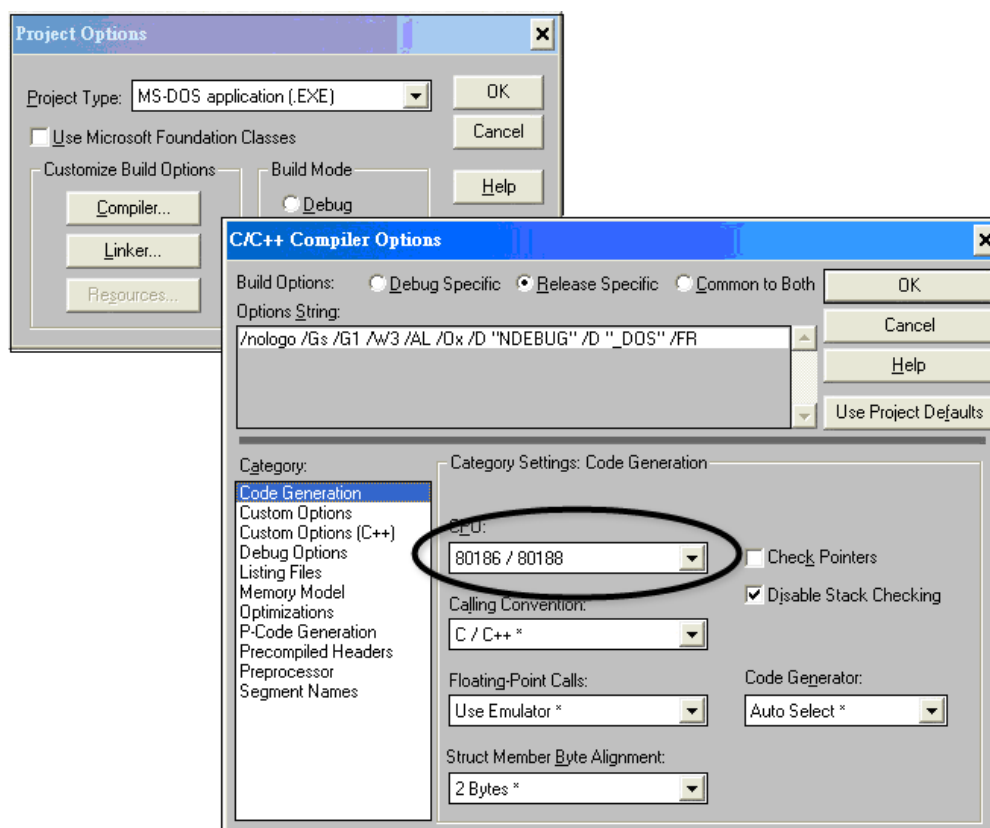 Project Options
Project Type: MS-DOS application (.EXE)
OK
Use Microsoft Foundation Classes
Cancel
Customize Build Options
Build Mode
Help
Compiler...
Debug
Linker...
Resources...
C/C++ Compiler Options
Build Options: Debug Specific Release Specific Common to Both
OK
Options String:
/nologo /Gs /G1 /W3 /AL /Ox /D "NDEBUG" /D "_DOS" /FR
Cancel
Help
Use Project Defaults
Category:
Category Settings: Code Generation
Code Generation
Custom Options
Custom Options (C++)
Debug Options
Listing Files
Memory Model
Optimizations
P-Code Generation
Precompiled Headers
Preprocessor
Segment Names
CPU:
80186 / 80188
Check Pointers
Disable Stack Checking
Calling Convention:
C / C++ *
Floating-Point Calls:
Use Emulator *
Code Generator:
Auto Select *
Struct Member Byte Alignment:
2 Bytes *